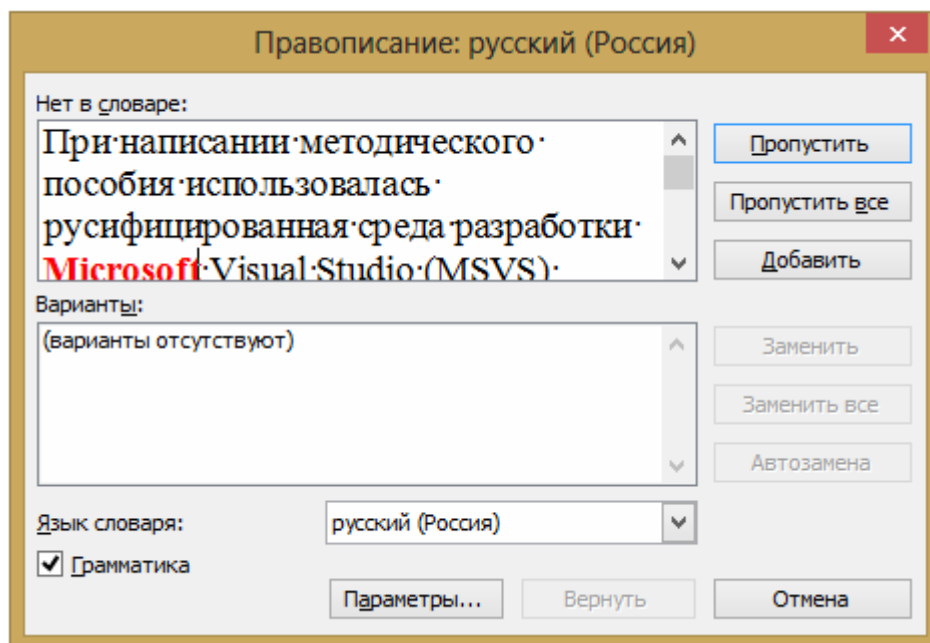 Правописание: русский (Россия)
Нет в словаре:
При·написании·методического·
пособия·использовалась·
русифицированная·среда·разработки·
Microsoft·Visual·Studio·(MSVS)·
Пропустить
Пропустить все
Добавить
Варианты:
(варианты отсутствуют)
Заменить
Заменить все
Автозамена
Язык словаря:
русский (Россия)
Грамматика
Параметры...
Вернуть
Отмена